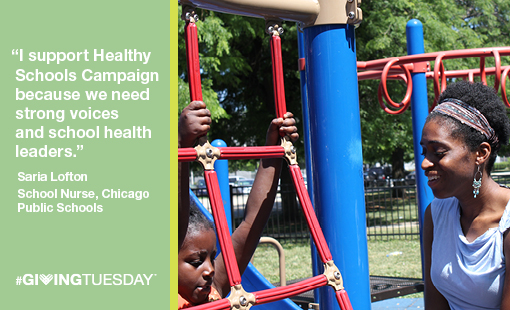 “I support Healthy
Schools Campaign
because we need
strong voices
and school health
leaders.”
Saria Lofton
School Nurse, Chicago
Public Schools
#GIVINGTUESDAY™